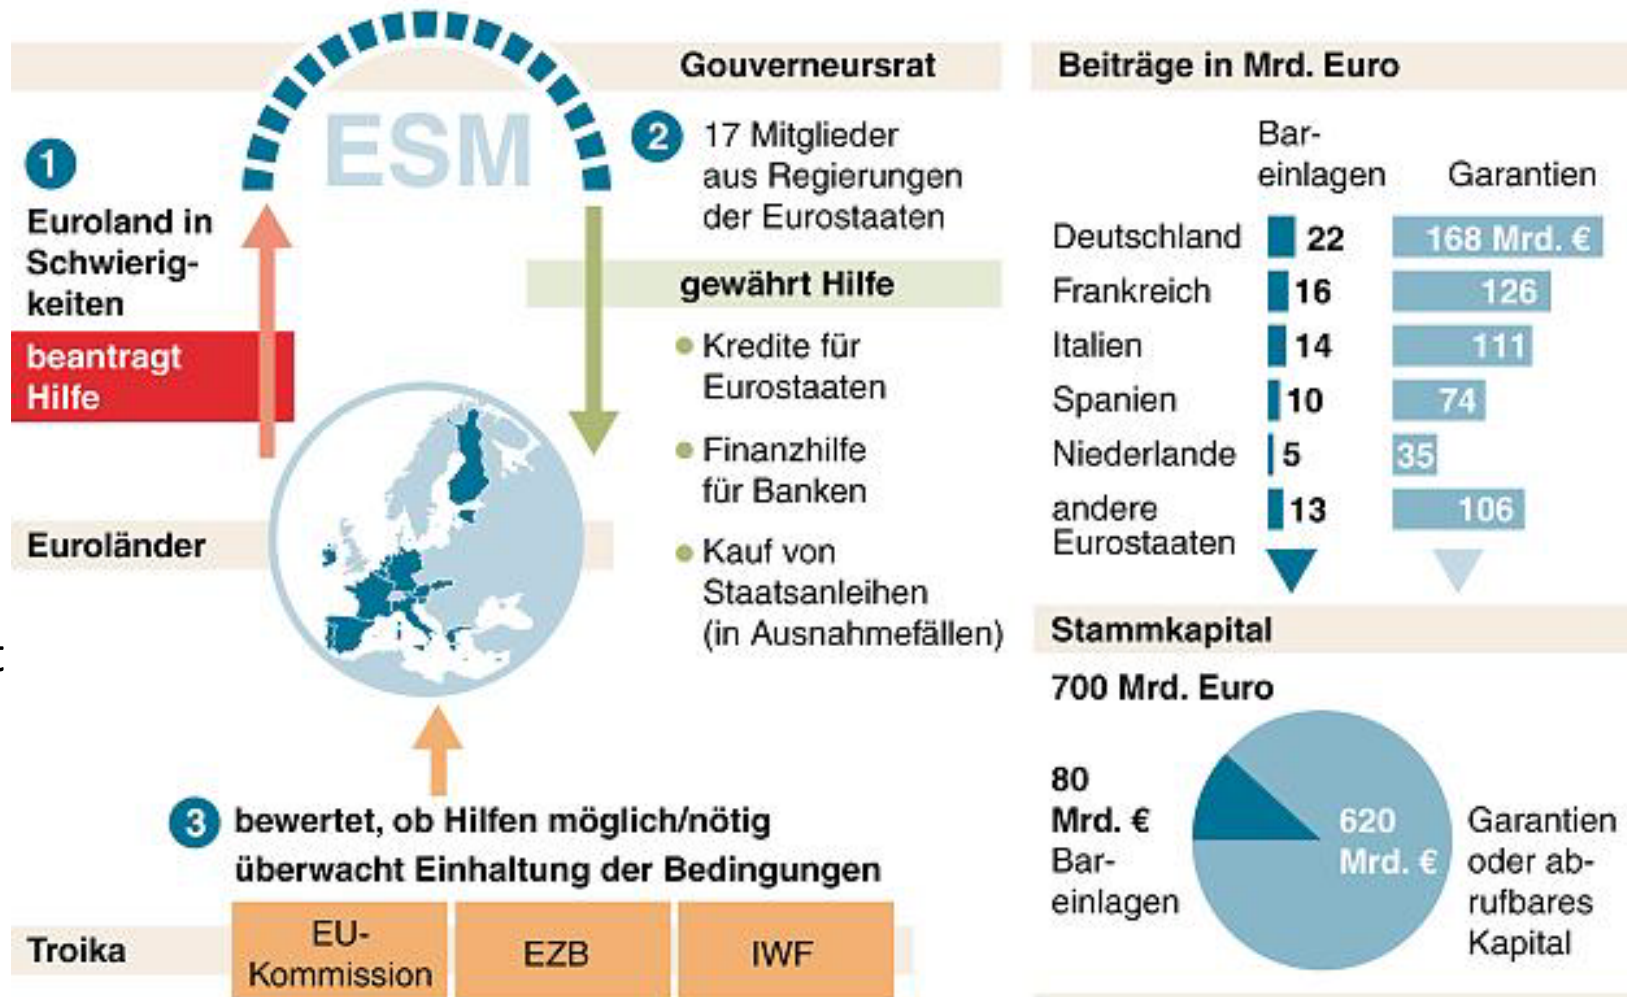 ESM
1
Euroland in
Schwierig-
keiten
beantragt
Hilfe
Euroländer
Gouverneursrat
2
17 Mitglieder
aus Regierungen
der Eurostaaten
gewährt Hilfe
Kredite für
Eurostaaten
Finanzhilfe
für Banken
Kauf von
Staatsanleihen
(in Ausnahmefällen)
3 bewertet, ob Hilfen möglich/nötig
überwacht Einhaltung der Bedingungen
Troika
EU-
Kommission
EZB
IWF
Beiträge in Mrd. Euro
Bar-
einlagen Garantien
Deutschland 22 168 Mrd. €
Frankreich 16 126
Italien 14 111
Spanien 10 74
Niederlande 5 35
andere
Eurostaaten 13 106
Stammkapital
700 Mrd. Euro
80
Mrd. €
Bar-
einlagen
620
Mrd. €
Garantien
oder ab-
rufbares
Kapital